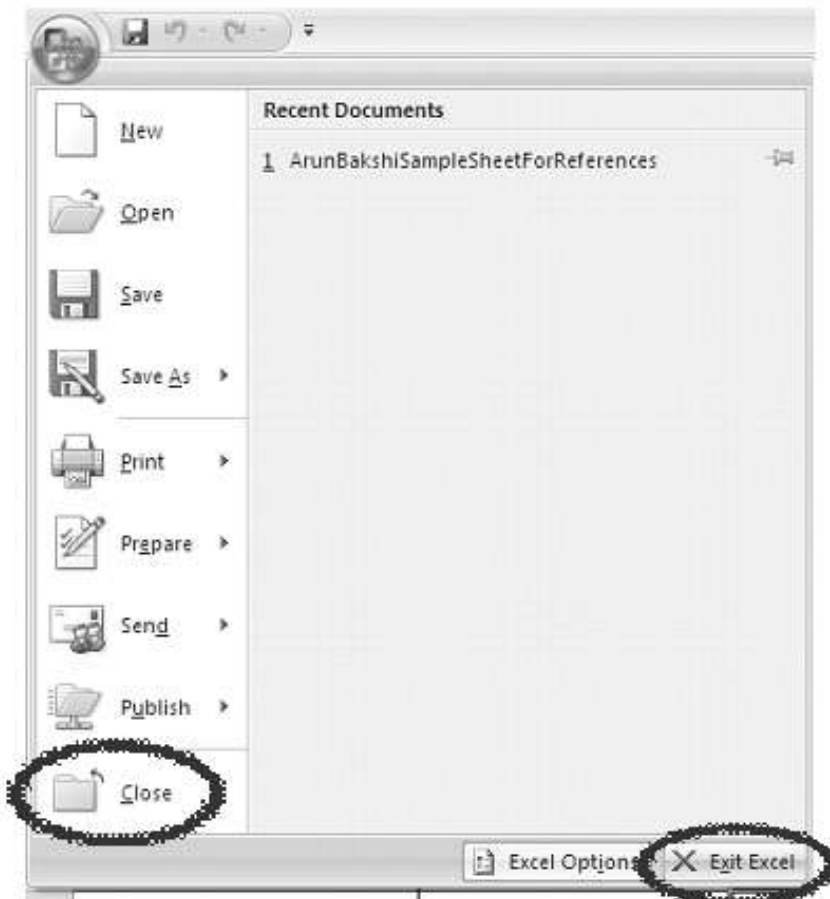 New
Open
Save
Save As
Print
Prepare
Send
Publish
Close
Recent Documents
1 ArunBakshiSampleSheetForReferences
Excel Options
Exit Excel